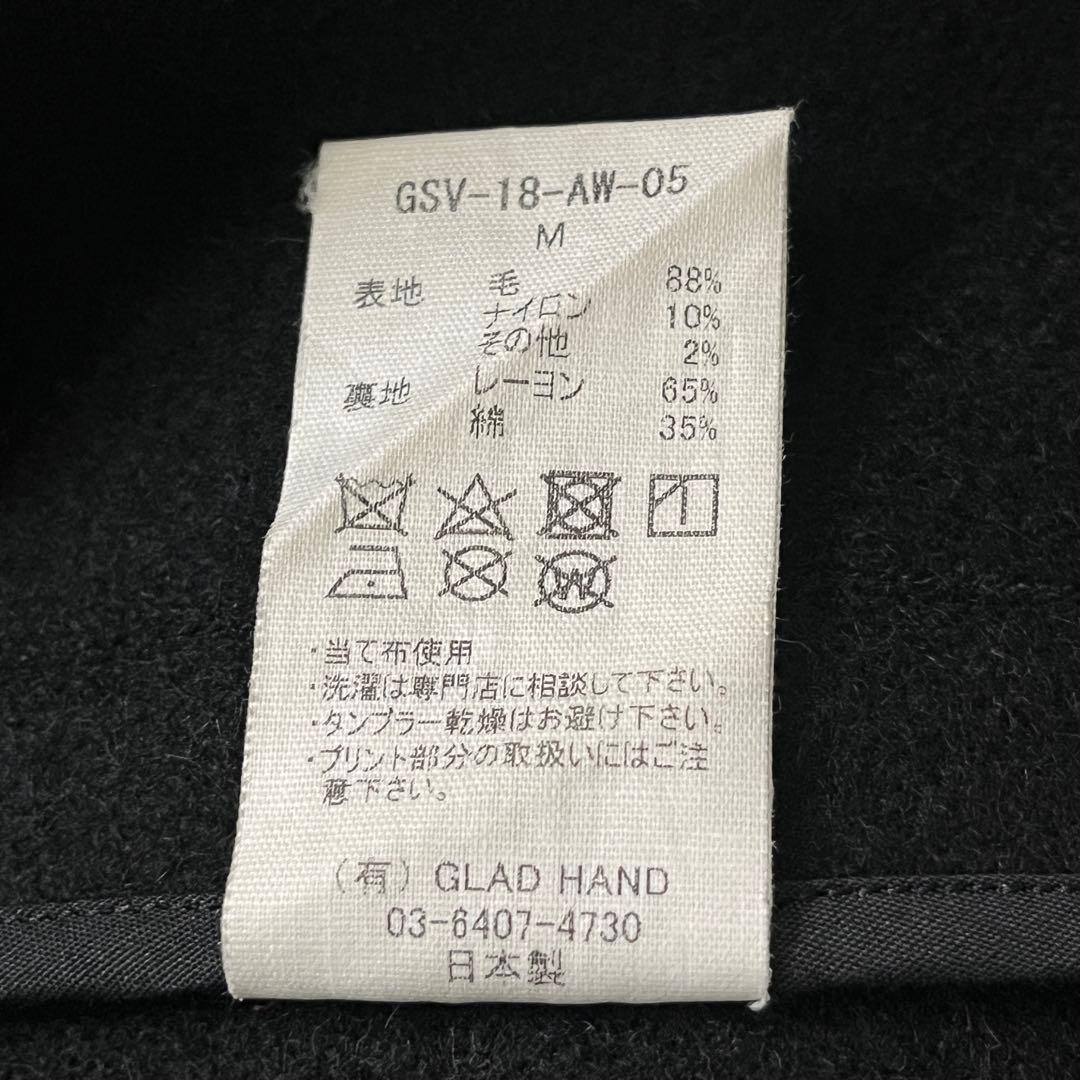 GSV-18-AW-05
M
表地 毛 88%
ナイロン 10%
その他 2%
裏地 レーヨン 65%
綿 35%
W
・当て布使用
・洗濯は専門店に相談して下さい。
・タンブラー乾燥はお避け下さい。
・プリント部分の取扱いにはご注
意下さい。
(有) GLAD HAND
03-6407-4730
日本製